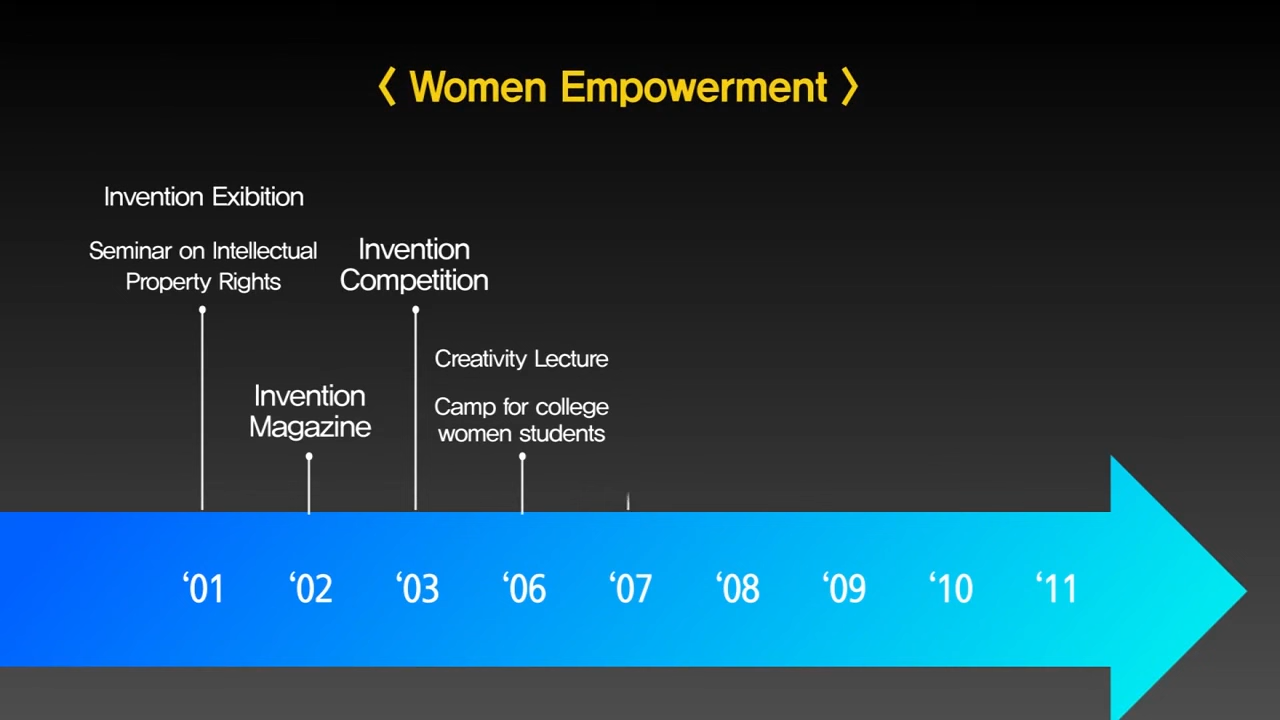 〈 Women Empowerment 〉
Invention Exibition
Seminar on Intellectual
Property Rights
Invention
Competition
Invention
Magazine
Creativity Lecture
Camp for college
women students
‘01 ‘02 ‘03 ‘06 ‘07 ‘08 ‘09 ‘10 ‘11